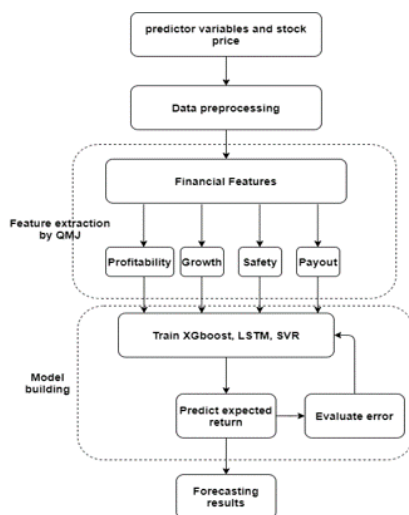 predictor variables and stock
price
Data preprocessing
Financial Features
Feature extraction
by QMJ
Profitability
Growth
Safety
Payout
Train XGboost, LSTM, SVR
Model
building
Predict expected
return
Evaluate error
Forecasting
results